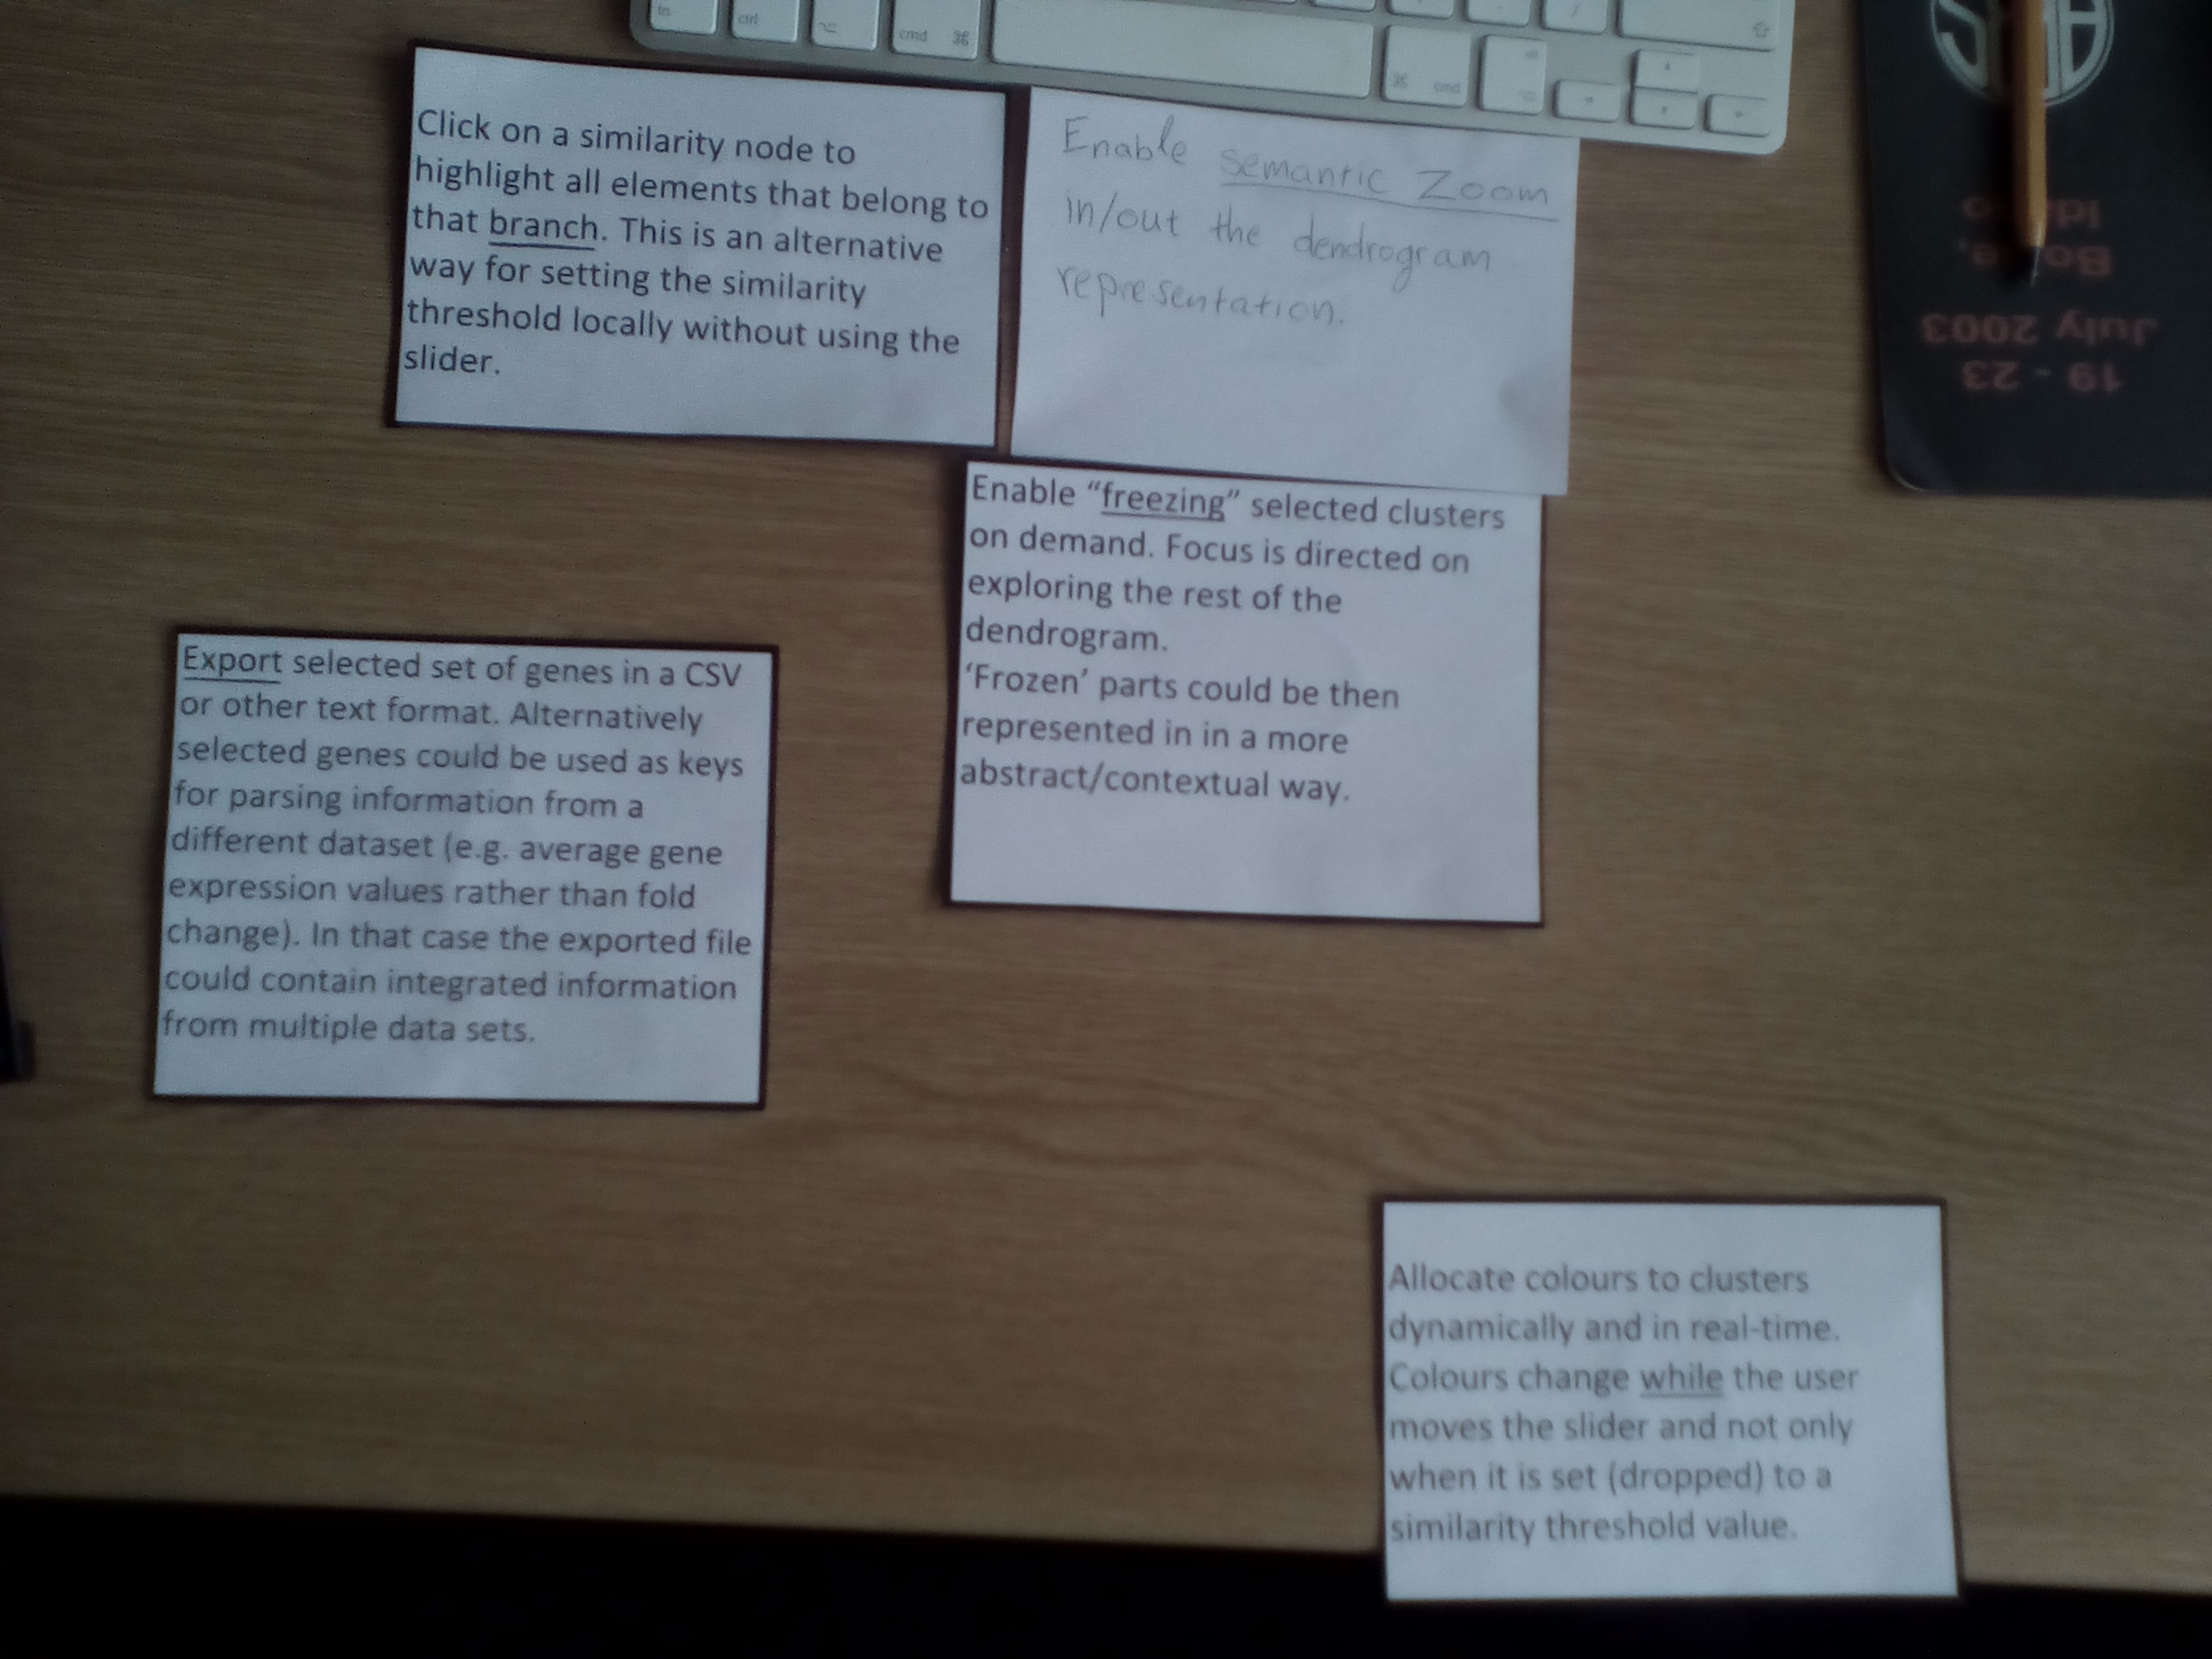 fn
ctrl
cmd
cmd
Click on a similarity node to
highlight all elements that belong to
that branch. This is an alternative
way for setting the similarity
threshold locally without using the
slider.
Enable semantic zoom
in/out the dendrogram
representation.
Enable “freezing” selected clusters
on demand. Focus is directed on
exploring the rest of the
dendrogram.
‘Frozen’ parts could be then
represented in in a more
abstract/contextual way.
Export selected set of genes in a CSV
or other text format. Alternatively
selected genes could be used as keys
for parsing information from a
different dataset (e.g. average gene
expression values rather than fold
change). In that case the exported file
could contain integrated information
from multiple data sets.
Allocate colours to clusters
dynamically and in real-time.
Colours change while the user
moves the slider and not only
when it is set (dropped) to a
similarity threshold value.
19 - 23
July 2003